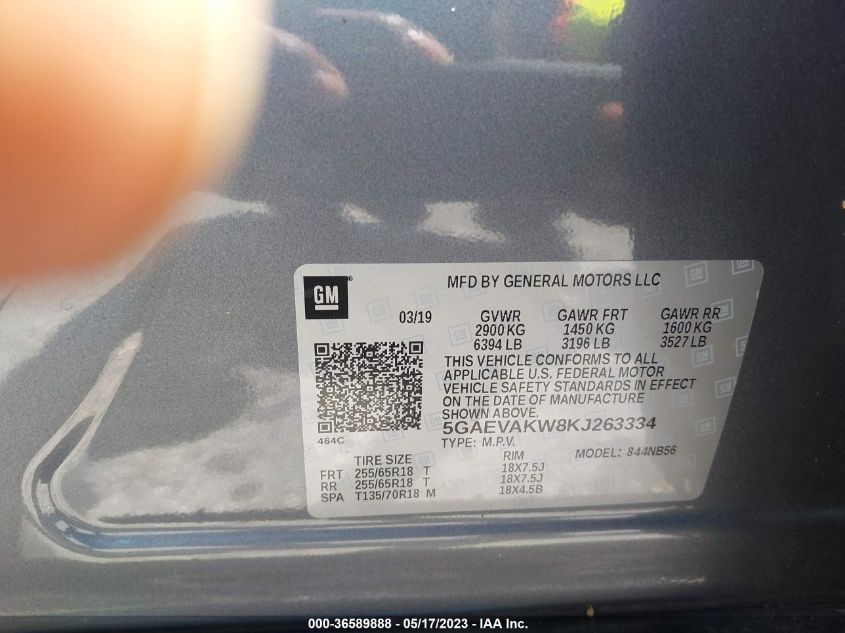 GM
MFD BY GENERAL MOTORS LLC
03/19 GVWR GAWR FRT GAWR RR
2900 KG 1450 KG 1600 KG
6394 LB 3196 LB 3527 LB
THIS VEHICLE CONFORMS TO ALL
APPLICABLE U.S. FEDERAL MOTOR
VEHICLE SAFETY STANDARDS IN EFFECT
ON THE DATE OF MANUFACTURE
SHOWN ABOVE.
5GAEVAKW8KJ263334
464C
TYPE: M.P.V. MODEL: 844NB56
TIRE SIZE RIM
FRT 255/65R18 T 18X7.5J
RR 255/65R18 T 18X7.5J
SPA T135/70R18 M 18X4.5B
000-36589888 - 05/17/2023 - IAA Inc.